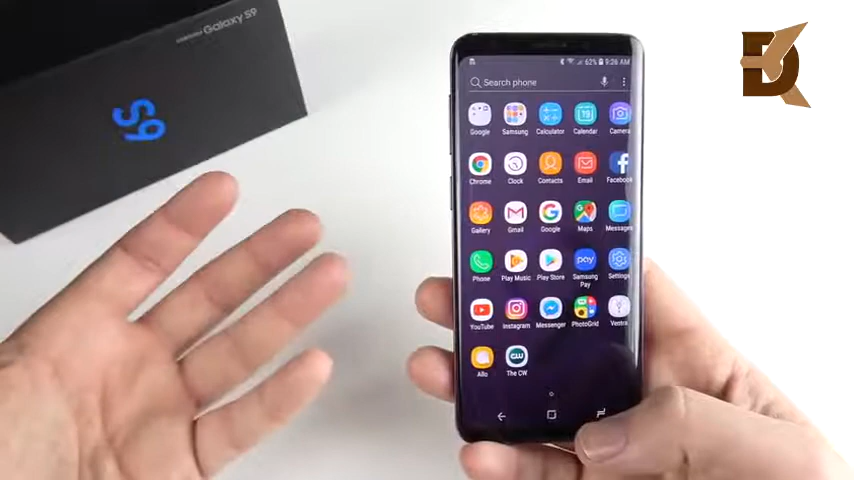 SAMSUNG Galaxy S9
S9
62% 9:26 AM
Search phone
Google Samsung Calculator Calendar Camera
Chrome Clock Contacts Email Facebook
Gallery Gmail Google Maps Messages
Phone Play Music Play Store Samsung Pay Settings
YouTube Instagram Messenger PhotoGrid Ventra
Allo The CW